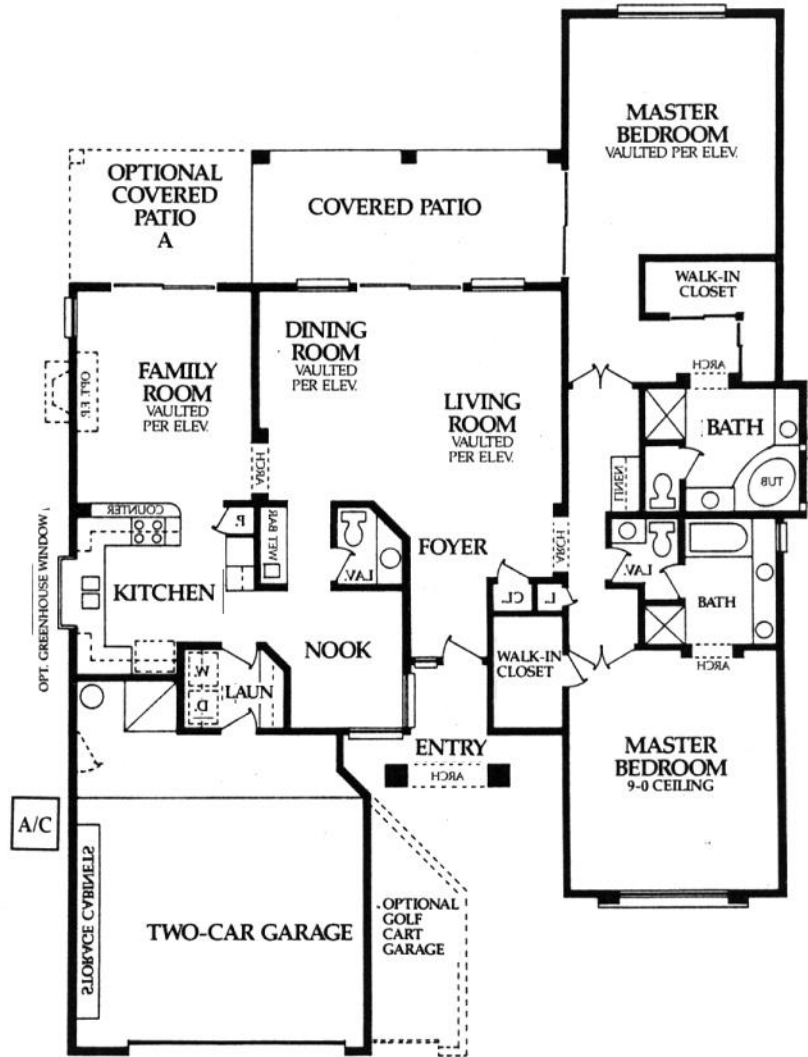 MASTER
BEDROOM
VAULTED PER ELEV.
OPTIONAL
COVERED
PATIO
A
COVERED PATIO
WALK-IN
CLOSET
DINING
ROOM
VAULTED
PER ELEV.
FAMILY
ROOM
VAULTED
PER ELEV.
OPT. F.P.
LIVING
ROOM
VAULTED
PER ELEV.
ARCH
BATH
TUB
ARCH
LINEN
COUNTER
P.
WET BAR
LAV.
FOYER
ARCH
LAV.
BATH
OPT. GREENHOUSE WINDOW
KITCHEN
CL.
L.
NOOK
WALK-IN
CLOSET
ARCH
W.
D.
LAUN
ENTRY
ARCH
MASTER
BEDROOM
9-0 CEILING
A/C
STORAGE CABINETS
TWO-CAR GARAGE
OPTIONAL
GOLF
CART
GARAGE